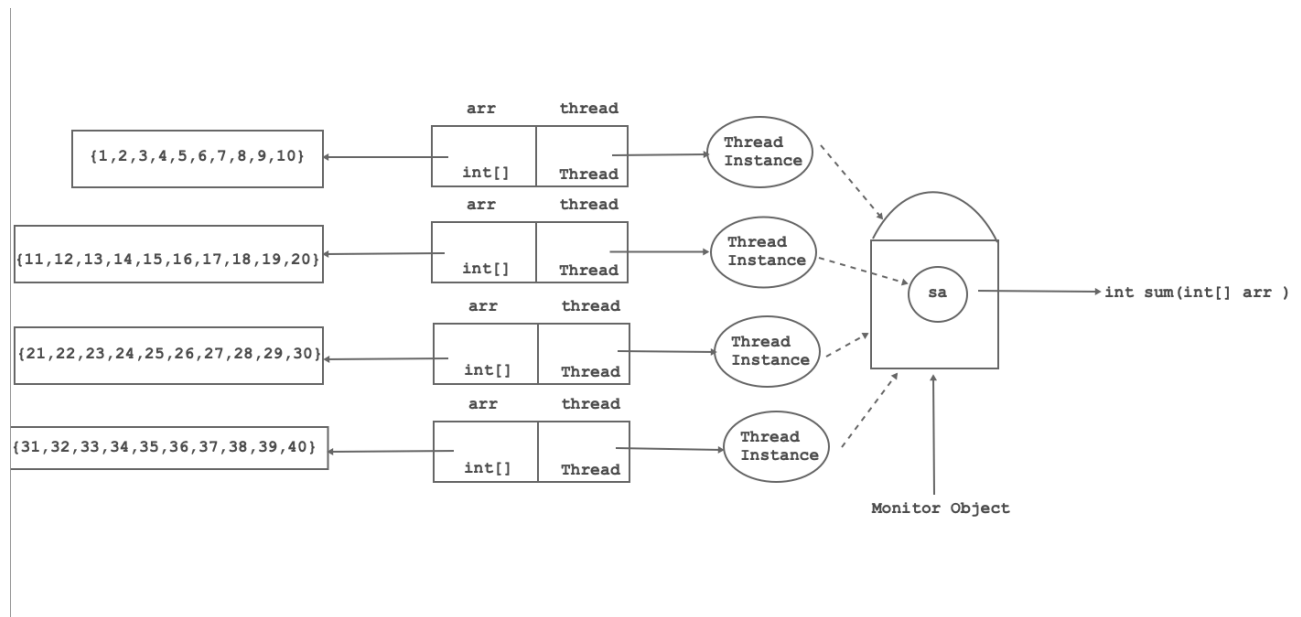 arr thread
{1,2,3,4,5,6,7,8,9,10}
int[] Thread
Thread
Instance
arr thread
{11,12,13,14,15,16,17,18,19,20}
int[] Thread
Thread
Instance
sa
int sum(int[] arr )
arr thread
{21,22,23,24,25,26,27,28,29,30}
int[] Thread
Thread
Instance
arr thread
{31,32,33,34,35,36,37,38,39,40}
int[] Thread
Thread
Instance
Monitor Object